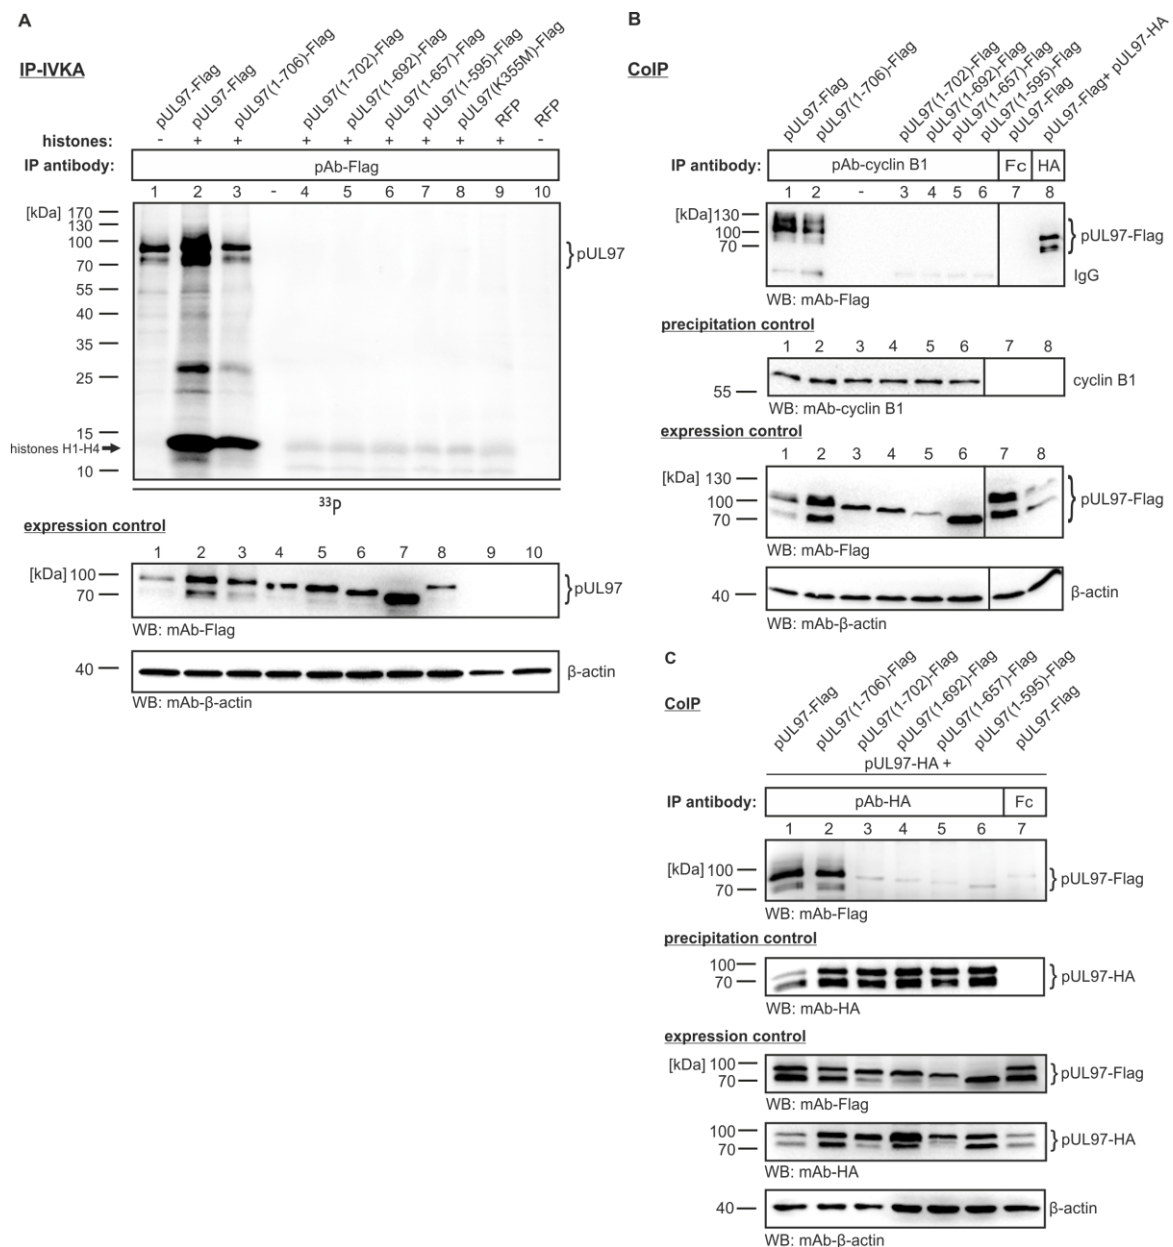 A
IP-IVKA
pUL97-Flag
pUL97-Flag
pUL97(1-706)-Flag
pUL97(1-702)-Flag
pUL97(1-692)-Flag
pUL97(1-657)-Flag
pUL97(1-595)-Flag
pUL97(K355M)-Flag
RFP
RFP
histones: - + + + + + + + + -
IP antibody: pAb-Flag
1 2 3 - 4 5 6 7 8 9 10
[kDa] 170
130
100
70
55
40
35
25
15
10
pUL97
histones H1-H4
33P
expression control
1 2 3 4 5 6 7 8 9 10
[kDa] 100
70
pUL97
WB: mAb-Flag
40
β-actin
WB: mAb-β-actin
B
CoIP
pUL97-Flag
pUL97(1-706)-Flag
pUL97(1-702)-Flag
pUL97(1-692)-Flag
pUL97(1-657)-Flag
pUL97(1-595)-Flag
pUL97-Flag
pUL97-Flag+ pUL97-HA
IP antibody: pAb-cyclin B1 Fc HA
1 2 - 3 4 5 6 7 8
[kDa] 130
100
70
pUL97-Flag
IgG
WB: mAb-Flag
precipitation control
1 2 3 4 5 6 7 8
55
cyclin B1
WB: mAb-cyclin B1
expression control
1 2 3 4 5 6 7 8
[kDa] 130
100
70
pUL97-Flag
WB: mAb-Flag
40
β-actin
WB: mAb-β-actin
C
CoIP
pUL97-Flag
pUL97(1-706)-Flag
pUL97(1-702)-Flag
pUL97(1-692)-Flag
pUL97(1-657)-Flag
pUL97(1-595)-Flag
pUL97-Flag
pUL97-HA +
IP antibody: pAb-HA Fc
1 2 3 4 5 6 7
[kDa] 100
70
pUL97-Flag
WB: mAb-Flag
precipitation control
100
70
pUL97-HA
WB: mAb-HA
expression control
[kDa] 100
70
pUL97-Flag
WB: mAb-Flag
100
70
pUL97-HA
WB: mAb-HA
40
β-actin
WB: mAb-β-actin